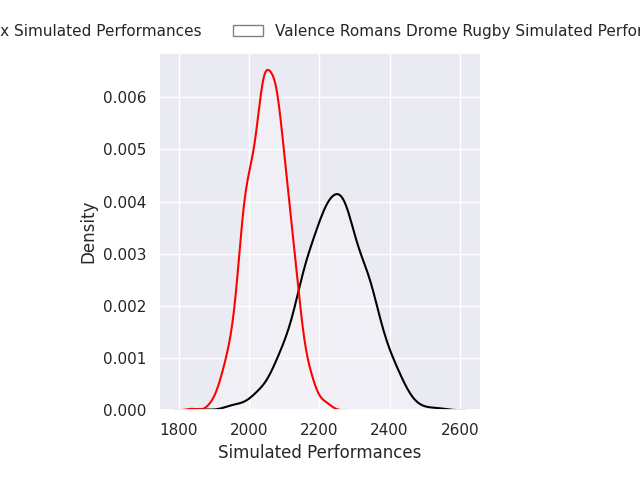 x Simulated Performances Valence Romans Drome Rugby Simulated Perfor
0.006
0.005
0.004
0.003
0.002
0.001
0.000
Density
1800 2000 2200 2400 2600
Simulated Performances